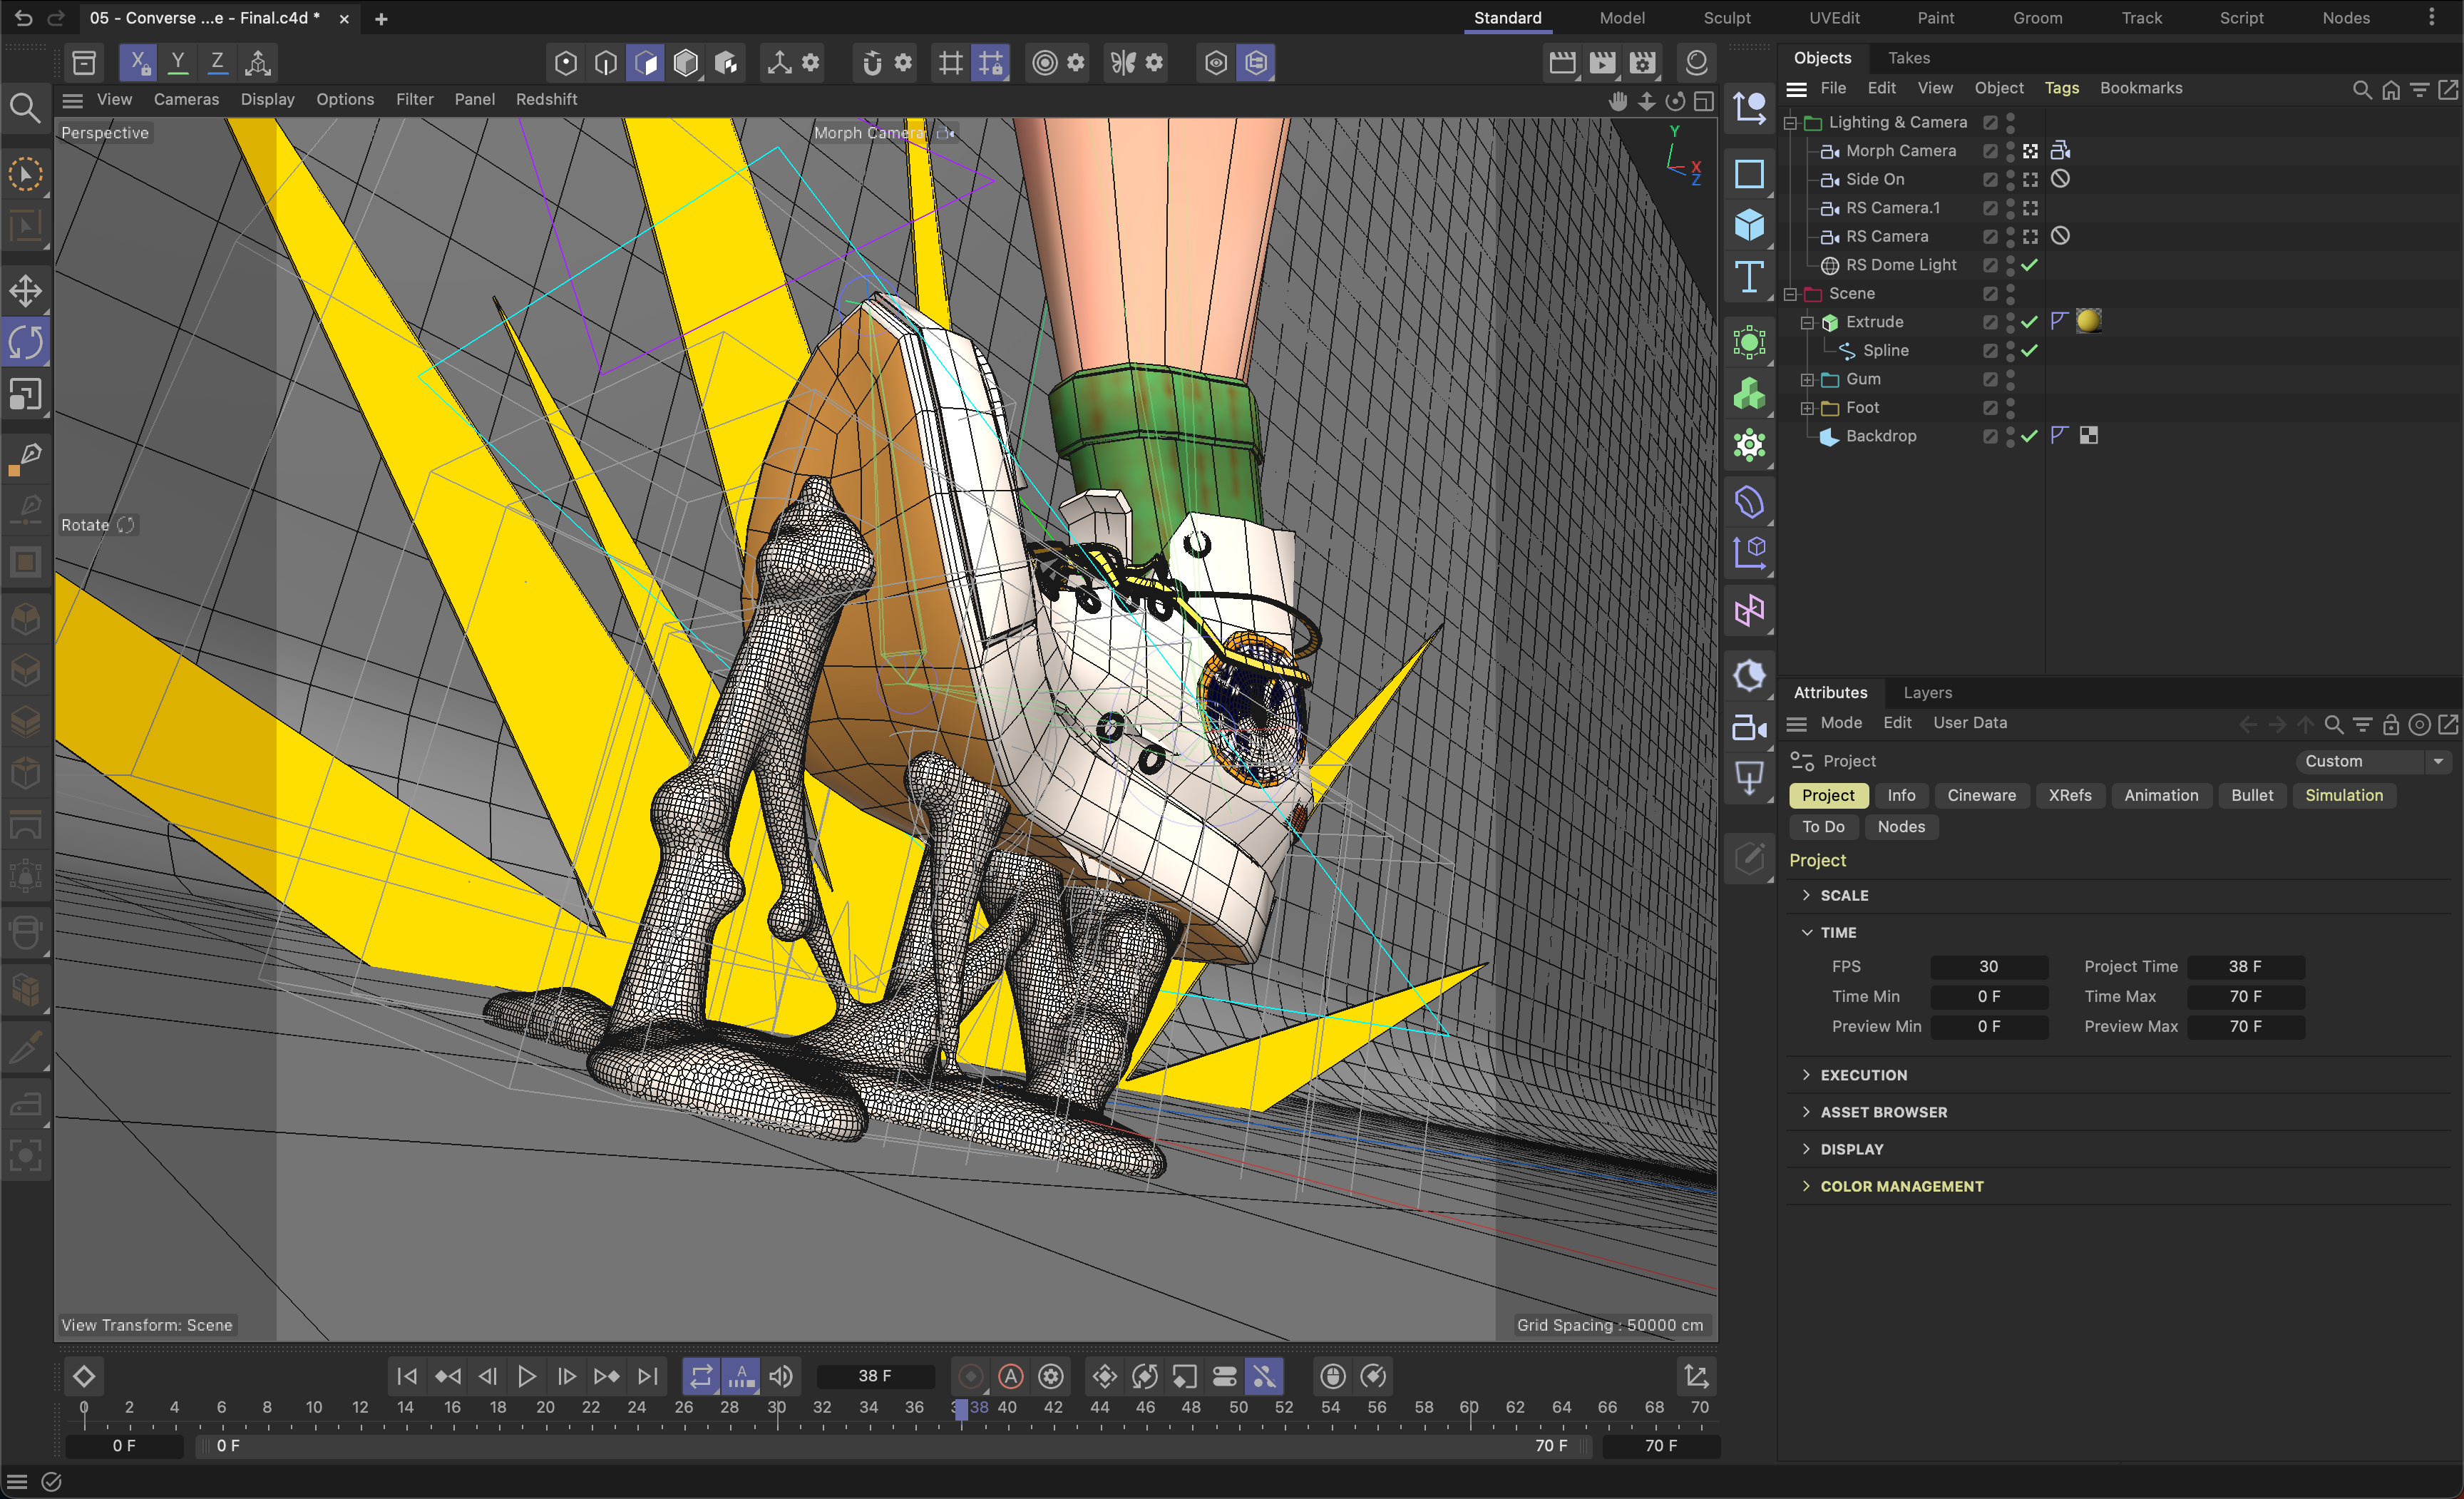 05 - Converse ...e - Final.c4d *
Standard Model Sculpt UVEdit Paint Groom Track Script Nodes
X Y Z
View Cameras Display Options Filter Panel Redshift
Perspective
Morph Camera
Y
X
Z
Rotate
View Transform: Scene
Grid Spacing : 50000 cm
Objects Takes
File Edit View Object Tags Bookmarks
Lighting & Camera
Morph Camera
Side On
RS Camera.1
RS Camera
RS Dome Light
Scene
Extrude
Spline
Gum
Foot
Backdrop
Attributes Layers
Mode Edit User Data
Project
Custom
Project Info Cineware XRefs Animation Bullet Simulation
To Do Nodes
Project
SCALE
TIME
FPS 30 Project Time 38 F
Time Min 0 F Time Max 70 F
Preview Min 0 F Preview Max 70 F
EXECUTION
ASSET BROWSER
DISPLAY
COLOR MANAGEMENT
A
38 F
A
0 2 4 6 8 10 12 14 16 18 20 22 24 26 28 30 32 34 36 38 40 42 44 46 48 50 52 54 56 58 60 62 64 66 68 70
0 F 0 F 70 F 70 F